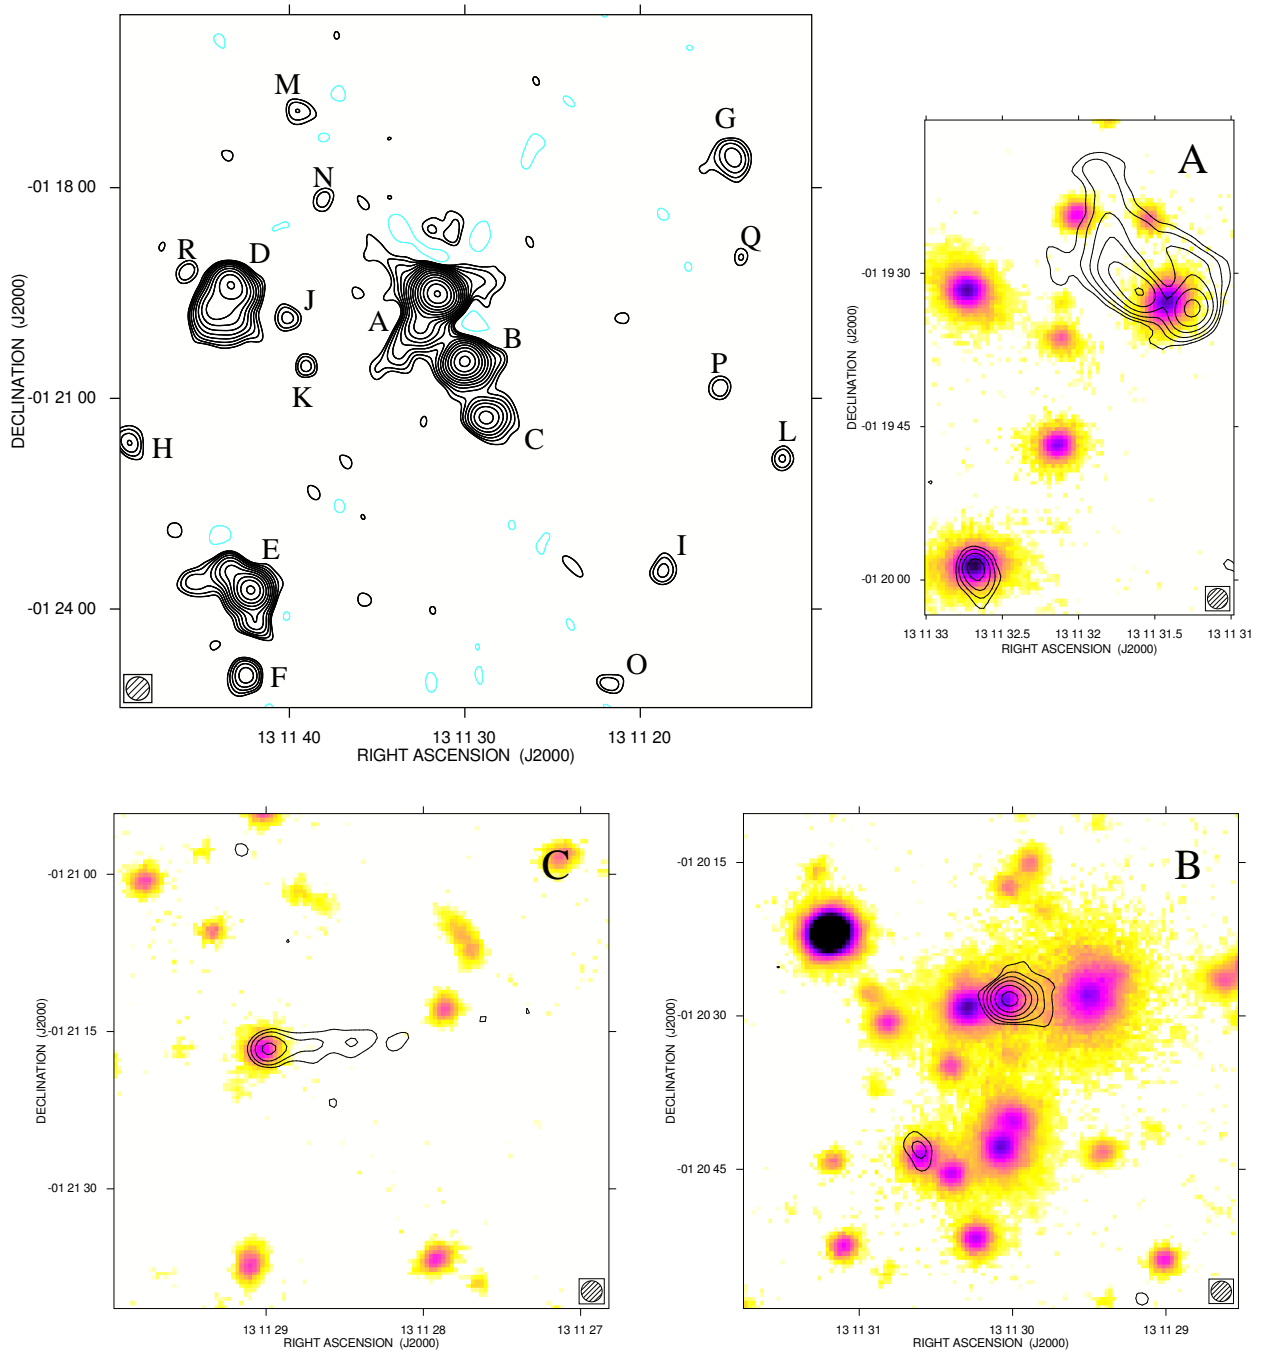 M
G
N
-01 18 00
A
R
D
Q
J
A
-01 19 30
B
DECLINATION (J2000)
P
DECLINATION (J2000)
-01 21 00
K
-01 19 45
C
L
H
E
I
-01 20 00
-01 24 00
F
O
13 11 33
13 11 32.5
13 11 32
13 11 31.5
13 11 31
RIGHT ASCENSION (J2000)
13 11 40
13 11 30
13 11 20
RIGHT ASCENSION (J2000)
C
-01 21 00
DECLINATION (J2000)
-01 21 15
-01 21 30
13 11 29
13 11 28
13 11 27
RIGHT ASCENSION (J2000)
B
-01 20 15
DECLINATION (J2000)
-01 20 30
-01 20 45
13 11 31
13 11 30
13 11 29
RIGHT ASCENSION (J2000)